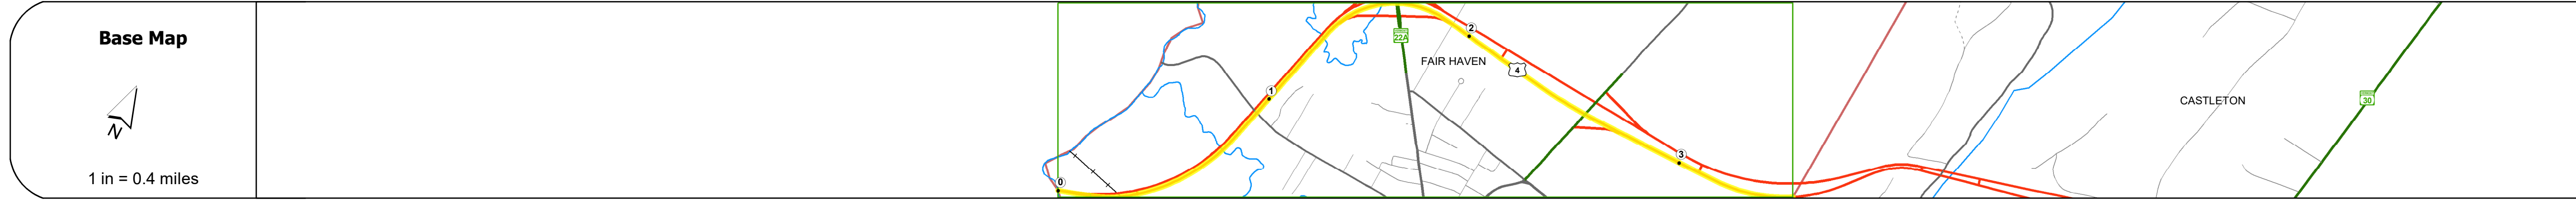 Base Map
N
1 in = 0.4 miles
0
1
22A
2
FAIR HAVEN
4
3
CASTLETON
30